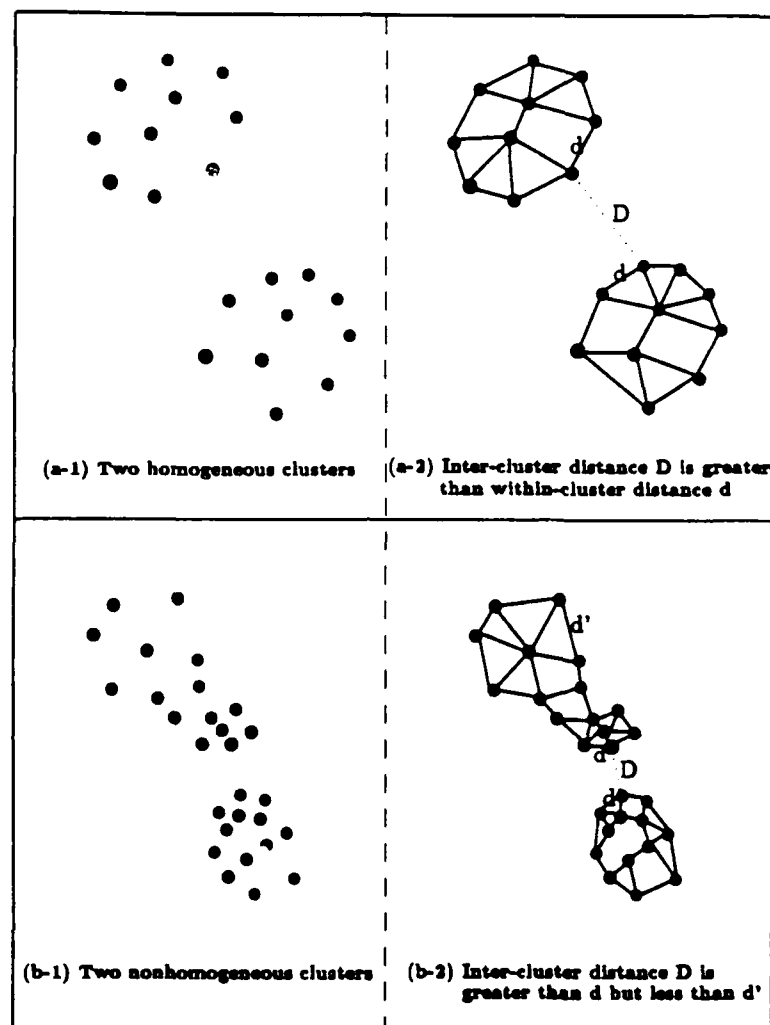 d
D
d
(a-1) Two homogeneous clusters
(a-2) Inter-cluster distance D is greater
than within-cluster distance d
d'
d
D
d
(b-1) Two nonhomogeneous clusters
(b-2) Inter-cluster distance D is
greater than d but less than d'